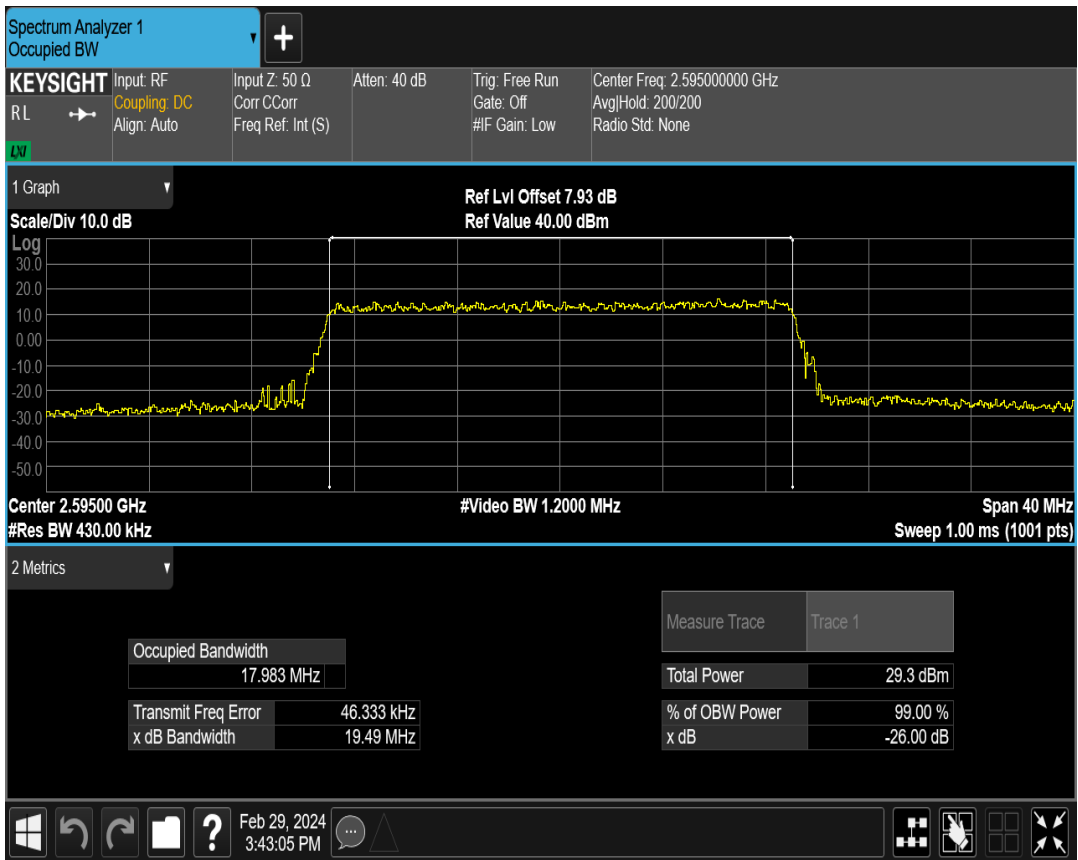 Spectrum Analyzer 1
Occupied BW
KEYSIGHT
RL
LXI
Input: RF
Coupling: DC
Align: Auto
Input Z: 50 Ω
Corr CCorr
Freq Ref: Int (S)
Atten: 40 dB
Trig: Free Run
Gate: Off
#IF Gain: Low
Center Freq: 2.595000000 GHz
Avg|Hold: 200/200
Radio Std: None
1 Graph
Scale/Div 10.0 dB
Ref Lvl Offset 7.93 dB
Ref Value 40.00 dBm
Log
30.0
20.0
10.0
0.00
-10.0
-20.0
-30.0
-40.0
-50.0
Center 2.59500 GHz
#Video BW 1.2000 MHz
Span 40 MHz
#Res BW 430.00 kHz
Sweep 1.00 ms (1001 pts)
2 Metrics
Occupied Bandwidth
17.983 MHz
Transmit Freq Error 46.333 kHz
x dB Bandwidth 19.49 MHz
Measure Trace Trace 1
Total Power 29.3 dBm
% of OBW Power 99.00 %
x dB -26.00 dB
?
Feb 29, 2024
3:43:05 PM